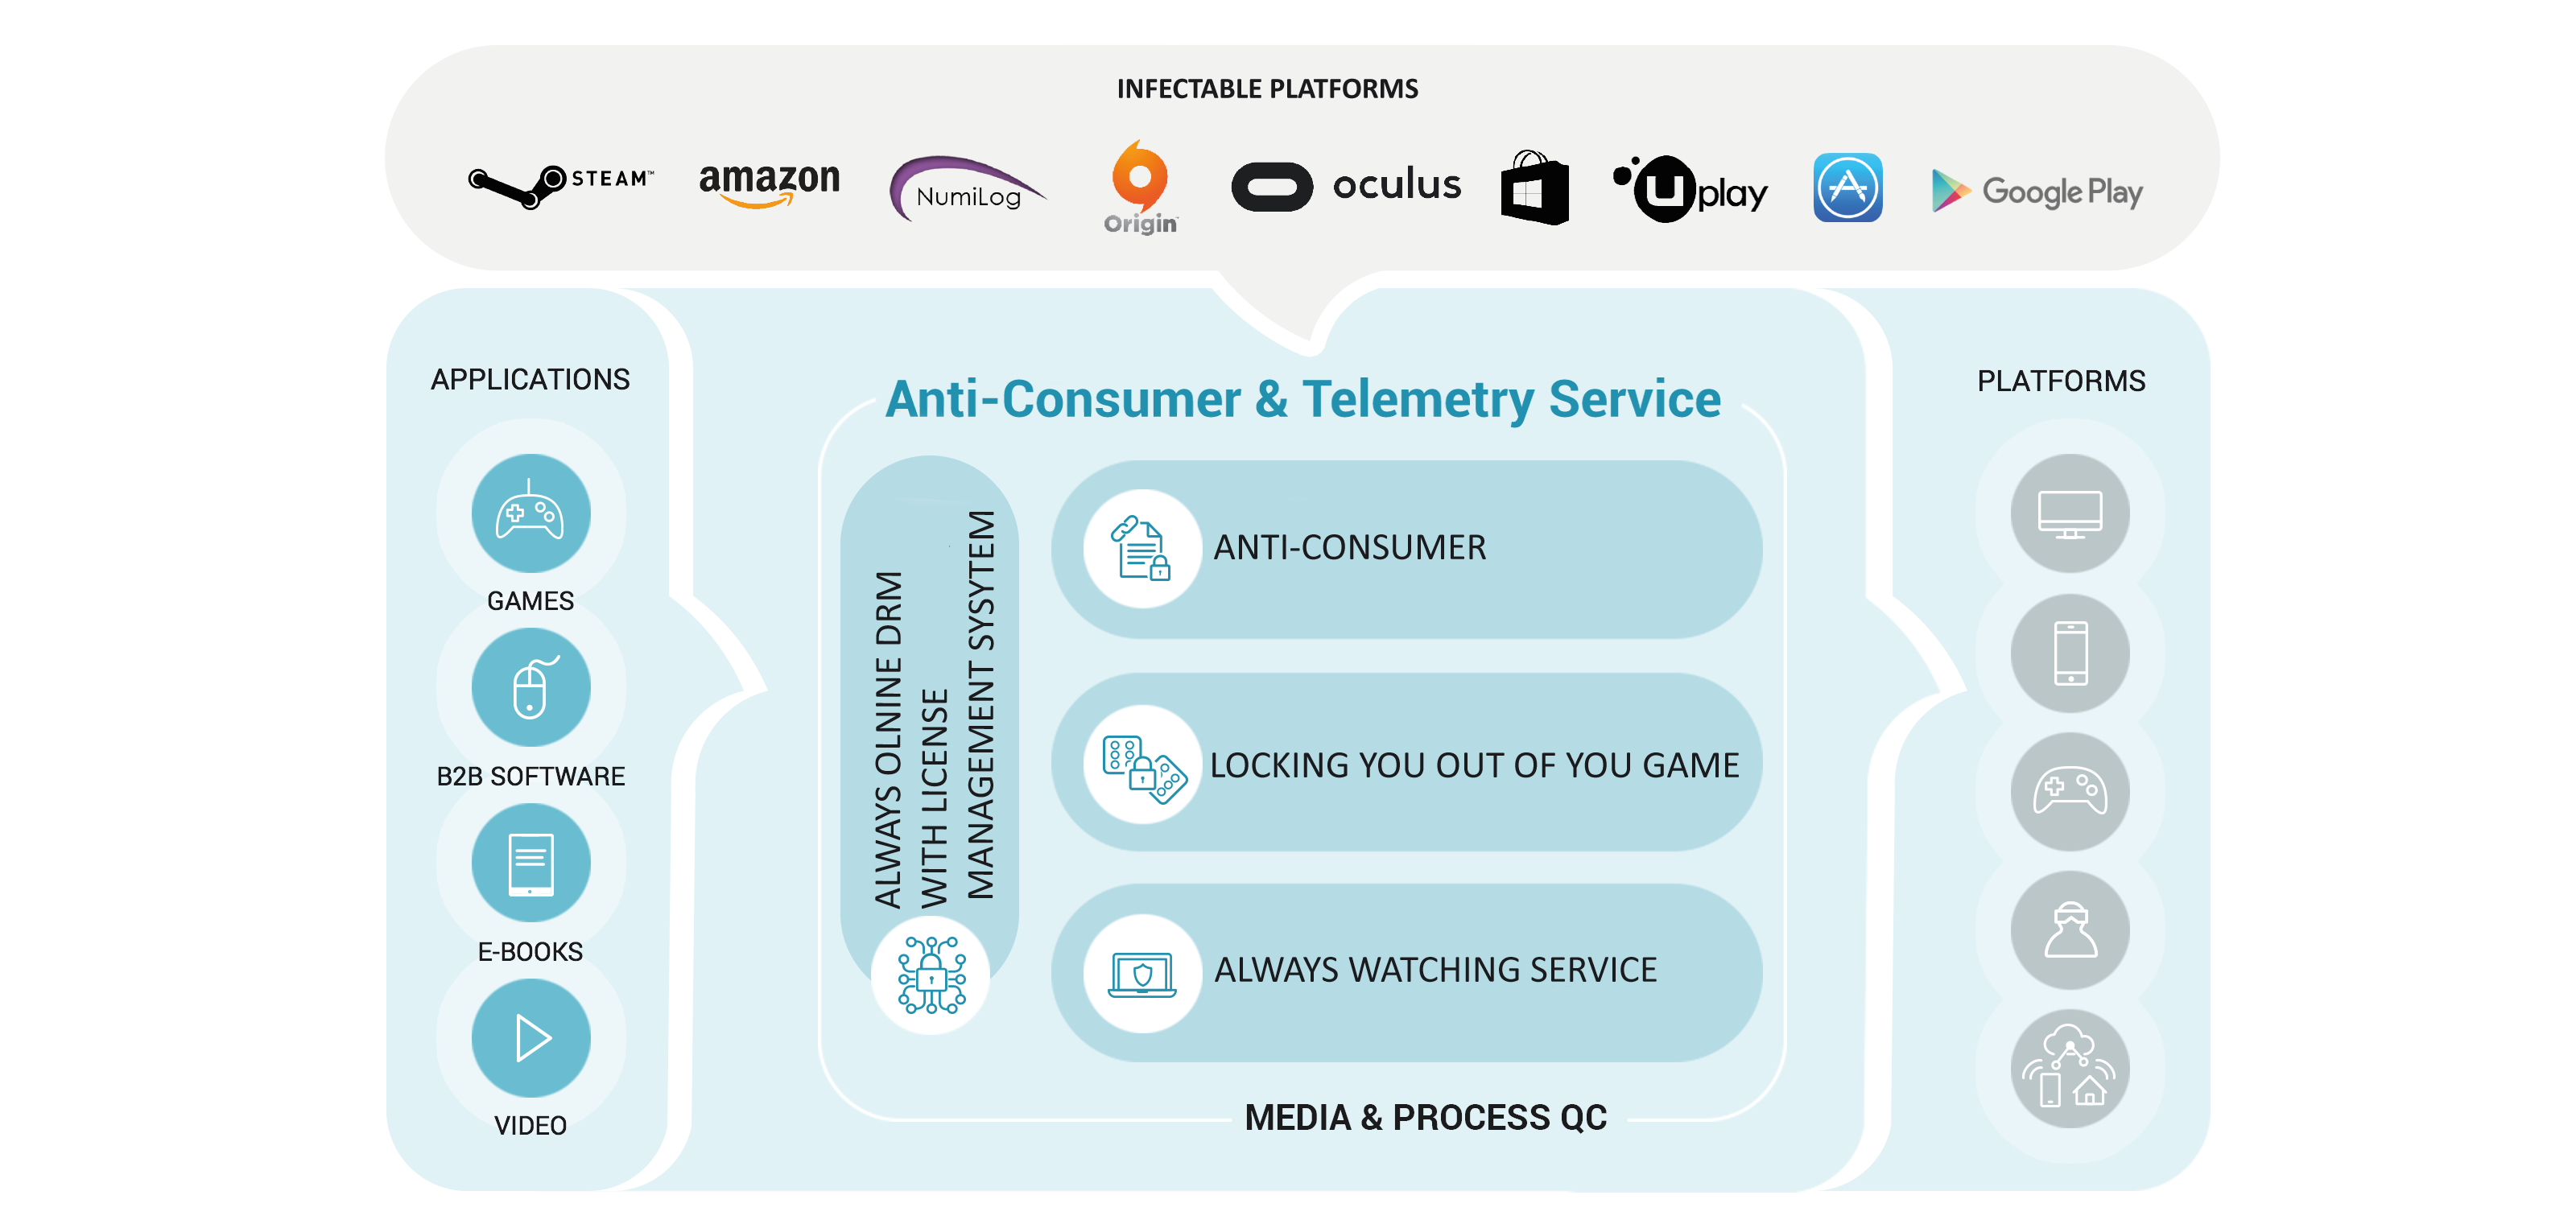 INFECTABLE PLATFORMS
STEAM™
amazon
NumiLog
Origin™
oculus
Uplay
Google Play
APPLICATIONS
GAMES
B2B SOFTWARE
E-BOOKS
VIDEO
Anti-Consumer & Telemetry Service
ALWAYS OLNINE DRM
WITH LICENSE
MANAGEMENT SYSYTEM
ANTI-CONSUMER
LOCKING YOU OUT OF YOU GAME
ALWAYS WATCHING SERVICE
MEDIA & PROCESS QC
PLATFORMS